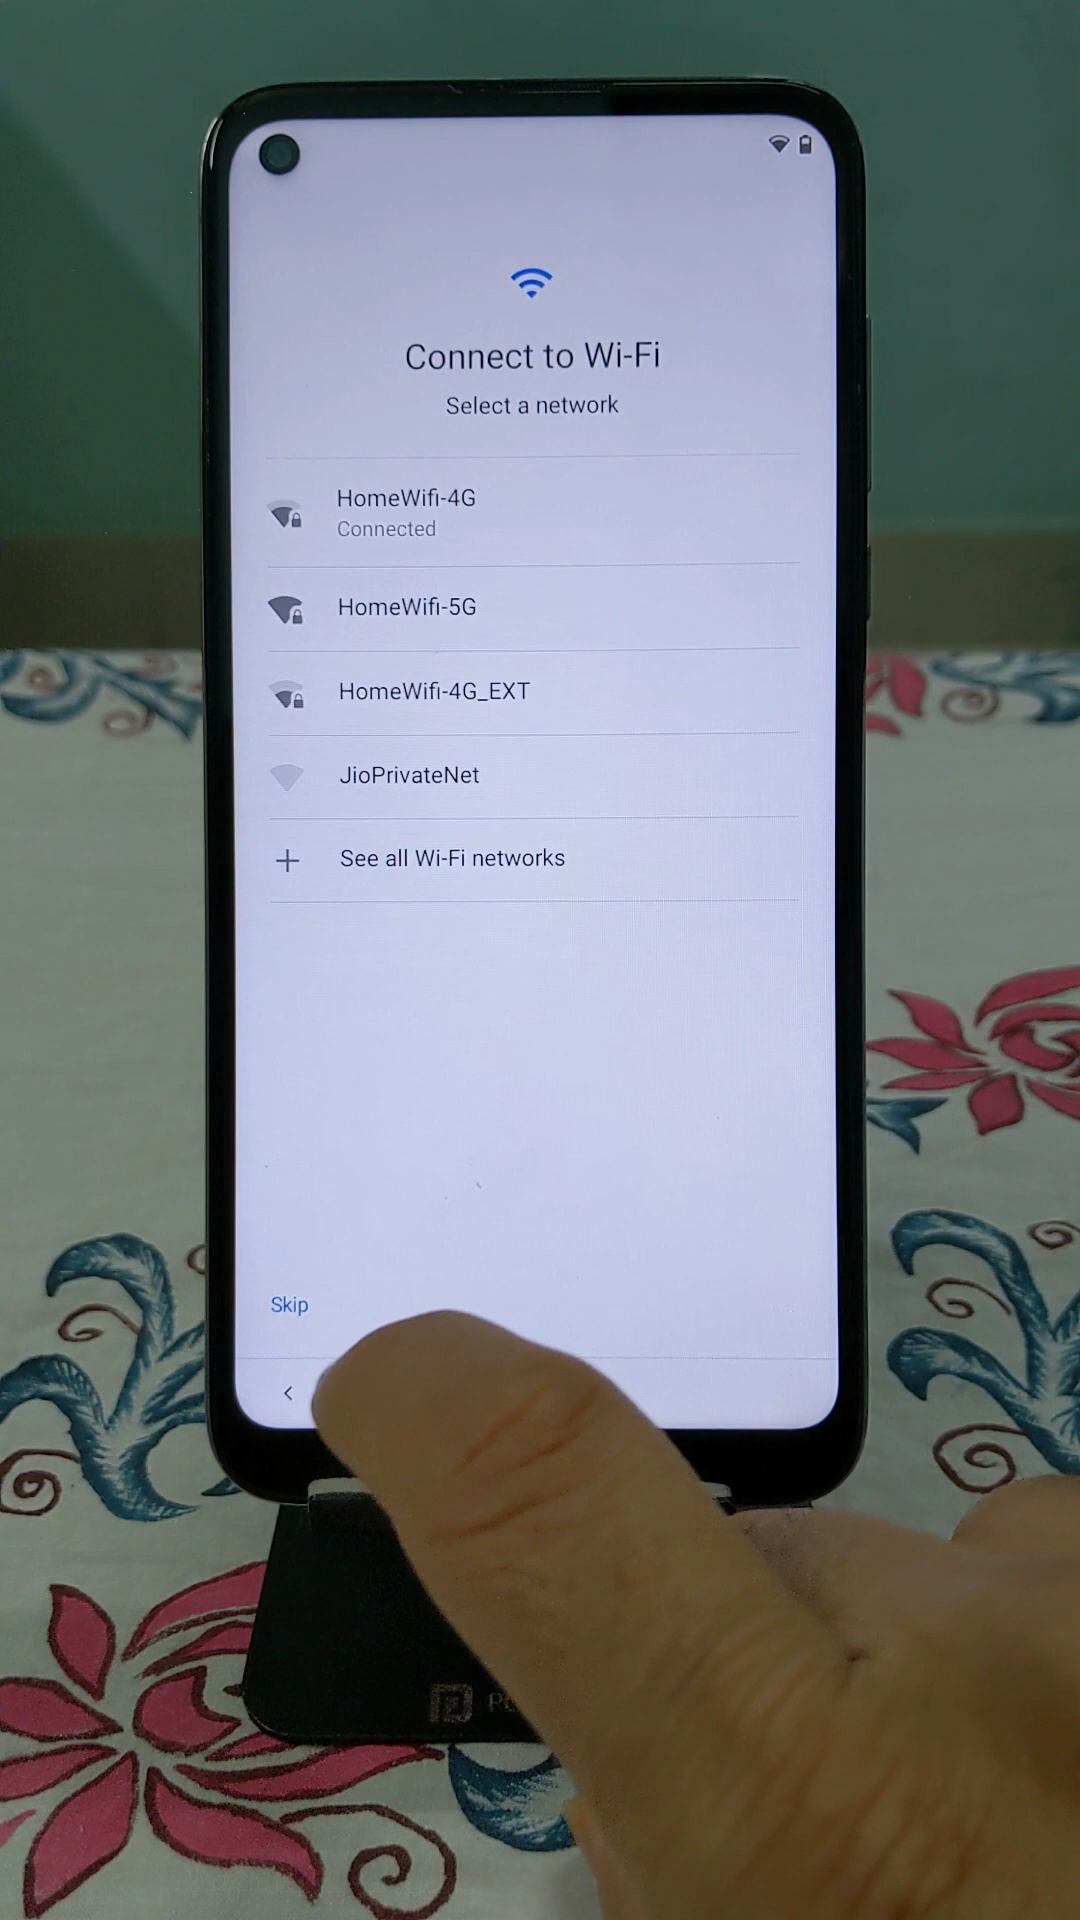 Connect to Wi-Fi
Select a network
HomeWifi-4G
Connected
HomeWifi-5G
HomeWifi-4G_EXT
JioPrivateNet
See all Wi-Fi networks
Skip